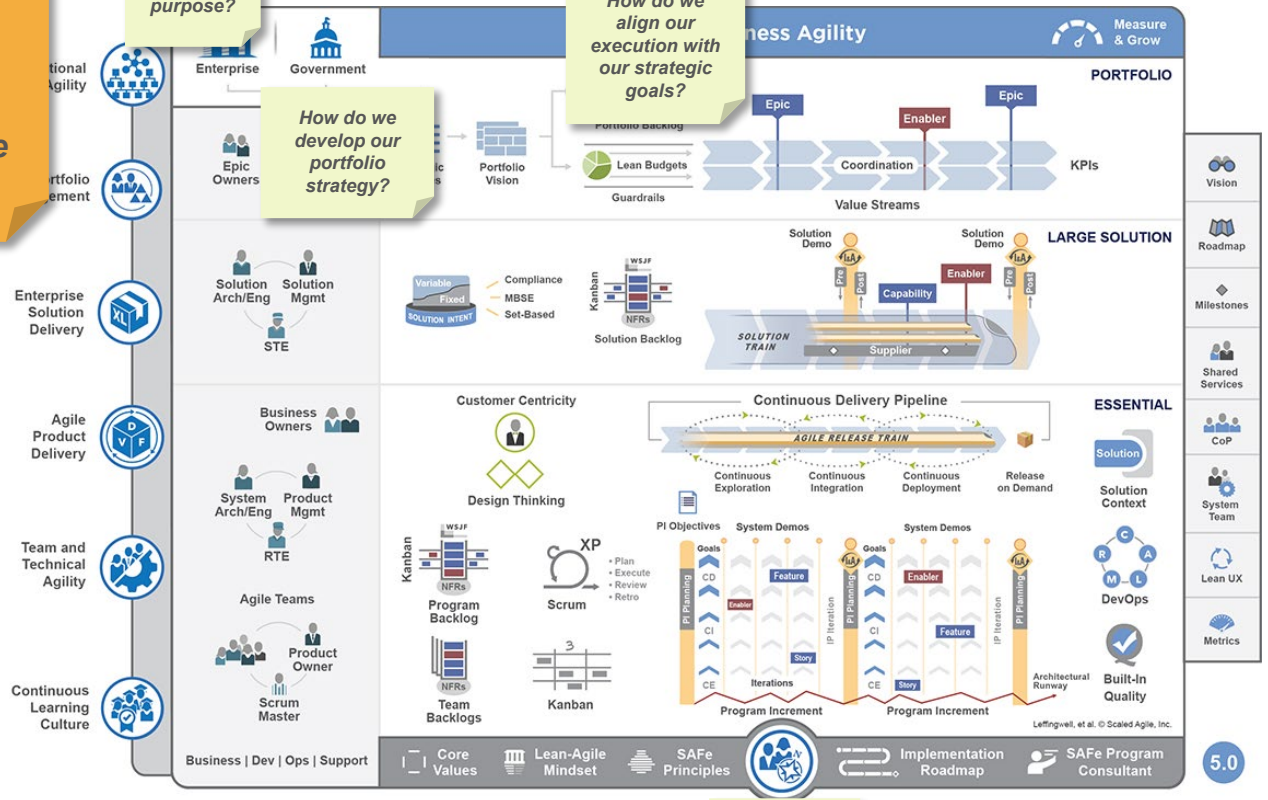 purpose?
How do we
align our
execution with
our strategic
goals?
ness Agility
Measure
& Grow
Enterprise
Government
PORTFOLIO
Agility
How do we
develop our
portfolio
strategy?
Epic
Owners
Portfolio
Vision
Portfolio Backlog
Lean Budgets
Guardrails
Epic
Enabler
Epic
Coordination
KPIs
Value Streams
Enterprise
Solution
Delivery
Solution
Arch/Eng
Solution
Mgmt
STE
Variable
Fixed
SOLUTION INTENT
Compliance
MBSE
Set-Based
Kanban
WSJF
NFRs
Solution Backlog
Solution
Demo
Solution
Demo
LARGE SOLUTION
I&A
I&A
Pre
Post
Pre
Post
Capability
Enabler
SOLUTION
TRAIN
Supplier
Agile
Product
Delivery
D
V
F
Business
Owners
System
Arch/Eng
Product
Mgmt
RTE
Customer Centricity
Design Thinking
Continuous Delivery Pipeline
AGILE RELEASE TRAIN
Continuous
Exploration
Continuous
Integration
Continuous
Deployment
Release
on Demand
ESSENTIAL
Solution
Solution
Context
Team and
Technical
Agility
Agile Teams
Product
Owner
Scrum
Master
Kanban
WSJF
NFRs
Program
Backlog
XP
Scrum
• Plan
• Execute
• Review
• Retro
NFRs
Team
Backlogs
3
Kanban
PI Objectives
System Demos
System Demos
PI Planning
Goals
CD
CI
CE
Enabler
Feature
Story
Iterations
IP Iteration
I&A
PI Planning
Goals
CD
CI
CE
Enabler
Feature
Story
IP Iteration
I&A
PI Planning
Program Increment
Program Increment
Architectural
Runway
C
R
A
M
L
DevOps
Built-In
Quality
Leffingwell, et al. © Scaled Agile, Inc.
Continuous
Learning
Culture
Business | Dev | Ops | Support
Core
Values
Lean-Agile
Mindset
SAFe
Principles
N
Implementation
Roadmap
SAFe Program
Consultant
Vision
Roadmap
Milestones
Shared
Services
CoP
System
Team
Lean UX
Metrics
XL
5.0